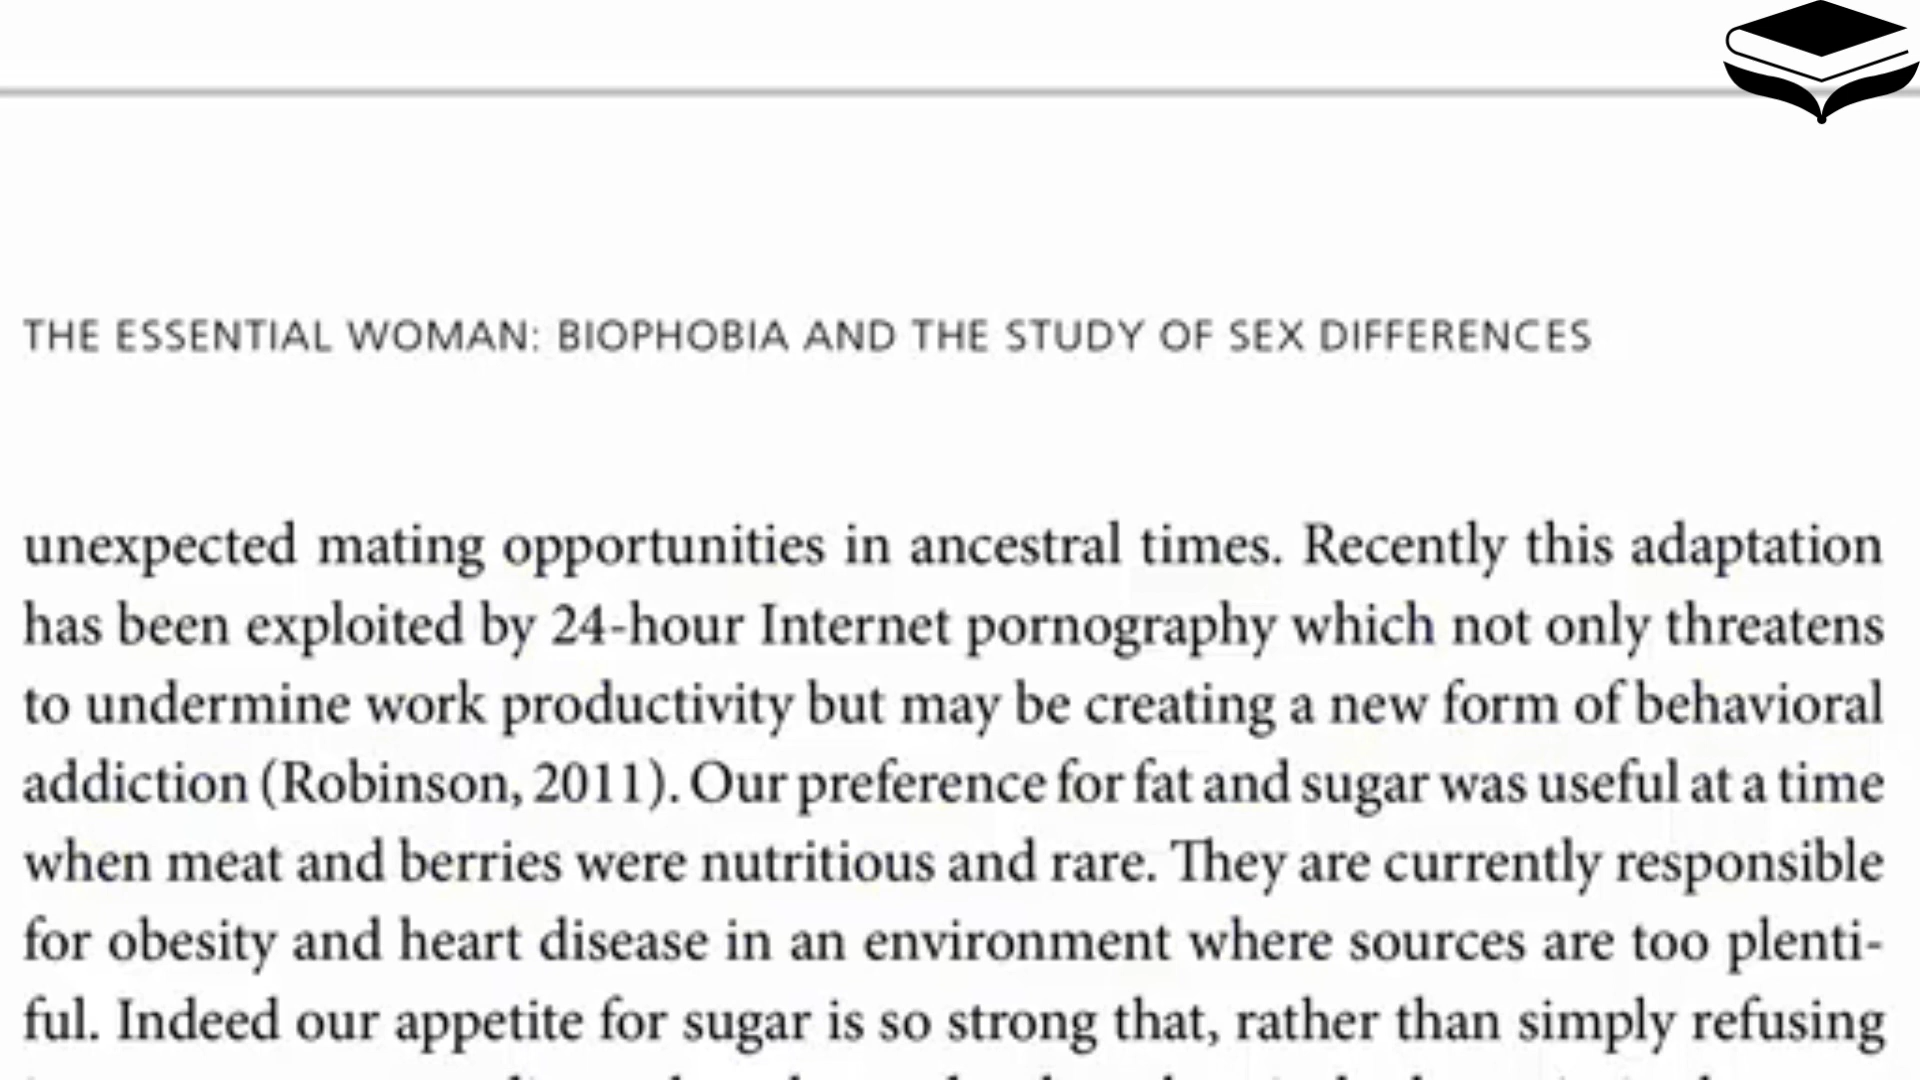 THE ESSENTIAL WOMAN: BIOPHOBIA AND THE STUDY OF SEX DIFFERENCES
unexpected mating opportunities in ancestral times. Recently this adaptation
has been exploited by 24-hour Internet pornography which not only threatens
to undermine work productivity but may be creating a new form of behavioral
addiction (Robinson, 2011). Our preference for fat and sugar was useful at a time
when meat and berries were nutritious and rare. They are currently responsible
for obesity and heart disease in an environment where sources are too plenti-
ful. Indeed our appetite for sugar is so strong that, rather than simply refusing